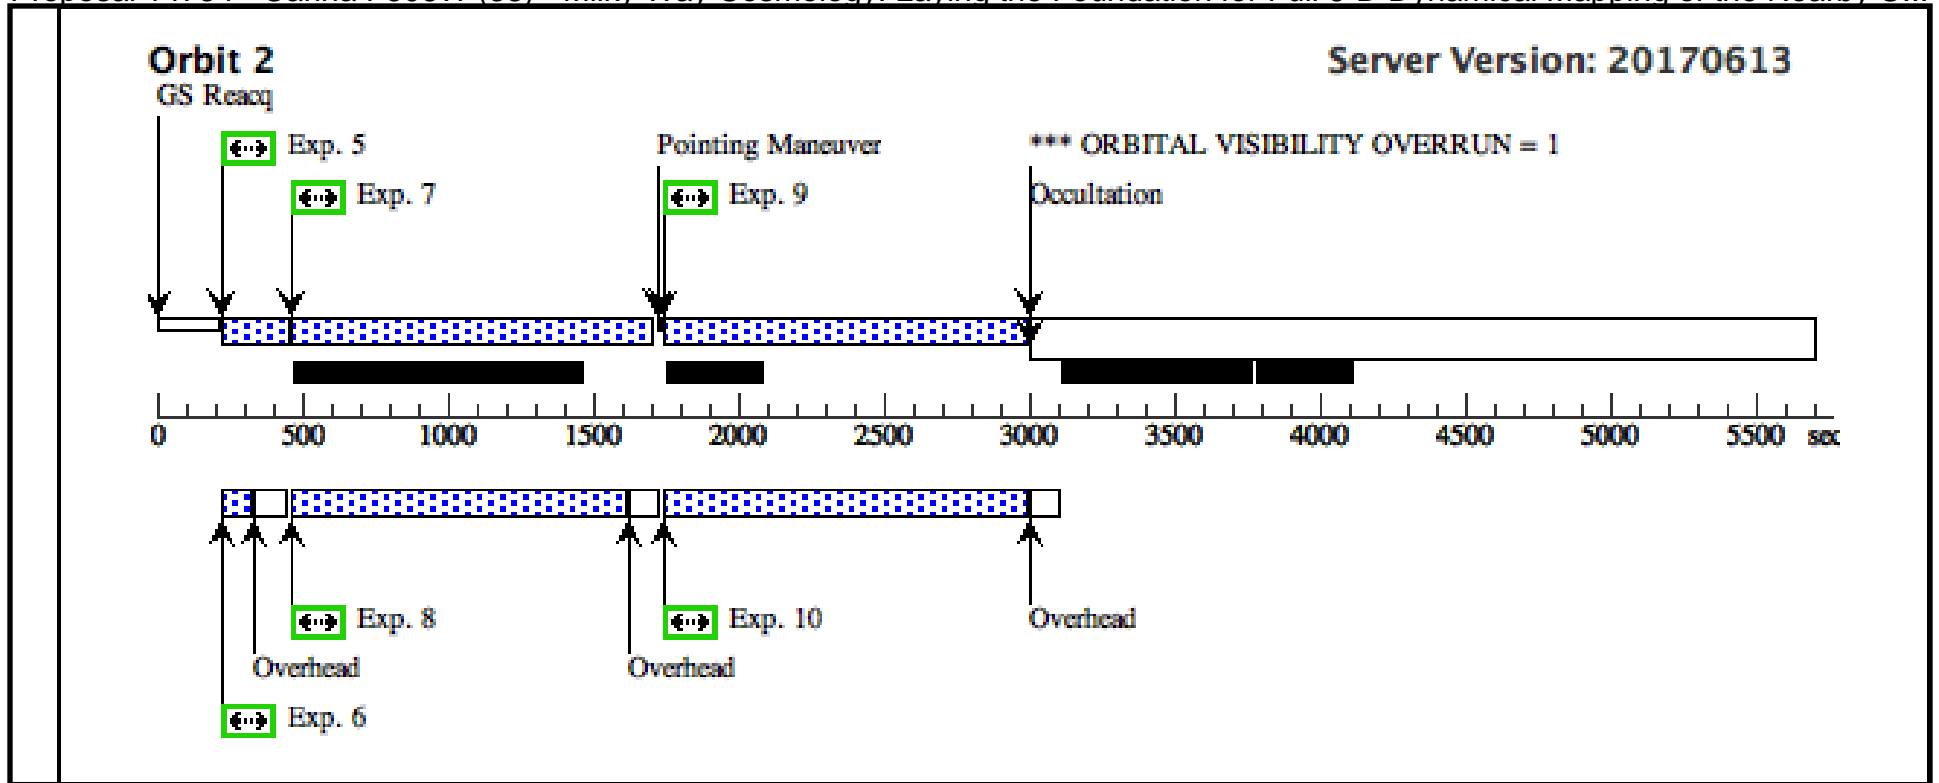 Orbit 2
Server Version: 20170613
GS Reacq
Exp. 5
Pointing Maneuver
*** ORBITAL VISIBILITY OVERRUN = 1
Exp. 7
Exp. 9
Occultation
0 500 1000 1500 2000 2500 3000 3500 4000 4500 5000 5500 sec
Exp. 8
Exp. 10
Overhead
Overhead
Overhead
Exp. 6